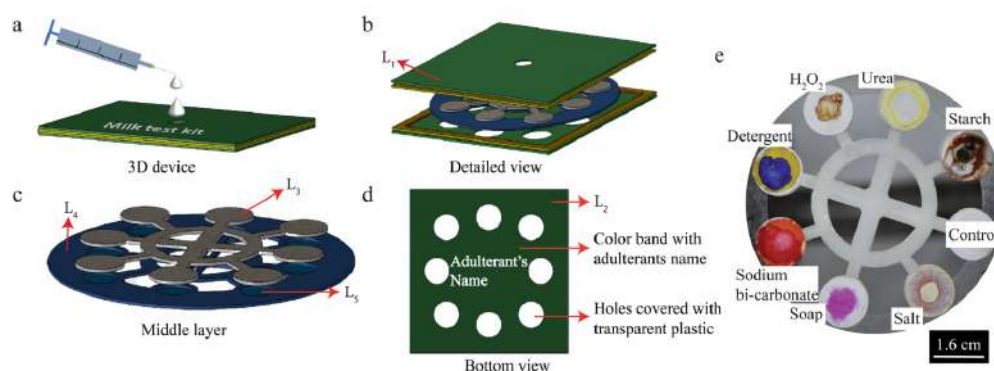 a
Milk test kit
3D device
b
L1
Detailed view
c
L4
L3
L5
Middle layer
d
L2
Adulterant's
Name
Color band with
adulterants name
Holes covered with
transparent plastic
Bottom view
e
H2O2
Urea
Starch
Detergent
Contro
Sodium
bi-carbonate
Soap
Salt
1.6 cm